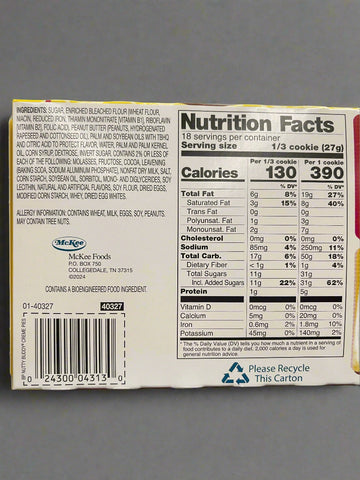 INGREDIENTS: SUGAR, ENRICHED BLEACHED FLOUR (WHEAT FLOUR,
NIACIN, REDUCED IRON, THIAMIN MONONITRATE [VITAMIN B1], RIBOFLAVIN
[VITAMIN B2], FOLIC ACID), PEANUT BUTTER (PEANUTS, HYDROGENATED
RAPESEED AND COTTONSEED OIL), PALM AND SOYBEAN OILS WITH TBHQ
AND CITRIC ACID TO PROTECT FLAVOR, WATER, PALM AND PALM KERNEL
OIL, CORN SYRUP, DEXTROSE, INVERT SUGAR, CONTAINS 2% OR LESS OF
EACH OF THE FOLLOWING: MOLASSES, FRUCTOSE, COCOA, LEAVENING
(BAKING SODA, SODIUM ALUMINUM PHOSPHATE), NONFAT DRY MILK, SALT,
CORN STARCH, SOYBEAN OIL, SORBITOL, MONO- AND DIGLYCERIDES, SOY
LECITHIN, NATURAL AND ARTIFICIAL FLAVORS, SOY FLOUR, DRIED EGGS,
MODIFIED CORN STARCH, WHEY, DRIED EGG WHITES.
ALLERGY INFORMATION: CONTAINS WHEAT, MILK, EGGS, SOY, PEANUTS.
MAY CONTAIN TREE NUTS.
McKee
McKEE FOODS
P.O. BOX 750
COLLEGEDALE, TN 37315
©2024
CONTAINS A BIOENGINEERED FOOD INGREDIENT.
01-40327
40327
BP NUTTY BUDDY® CREME PIES
0 24300 04313 0
Nutrition Facts
18 servings per container
Serving size 1/3 cookie (27g)
Per 1/3 cookie Per 1 cookie
Calories 130 390
% DV* % DV*
Total Fat 6g 8% 19g 27%
Saturated Fat 3g 15% 8g 40%
Trans Fat 0g 0g
Polyunsat. Fat 1g 3g
Monounsat. Fat 2g 7g
Cholesterol 0mg 0% 0mg 0%
Sodium 85mg 4% 250mg 11%
Total Carb. 17g 6% 50g 18%
Dietary Fiber <1g 1% 1g 4%
Total Sugars 11g 31g
Incl. Added Sugars 11g 22% 31g 62%
Protein 1g 5g
Vitamin D 0mcg 0% 0mcg 0%
Calcium 5mg 0% 20mg 0%
Iron 0.6mg 2% 1.8mg 10%
Potassium 45mg 0% 140mg 2%
* The % Daily Value (DV) tells you how much a nutrient in a serving of
food contributes to a daily diet. 2,000 calories a day is used for
general nutrition advice.
Please Recycle
This Carton